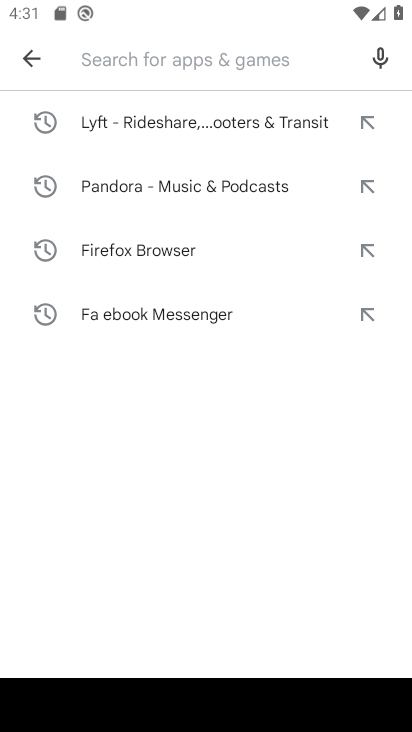 4:31
Search for apps & games
Lyft - Rideshare,...ooters & Transit
Pandora - Music & Podcasts
Firefox Browser
Fa ebook Messenger